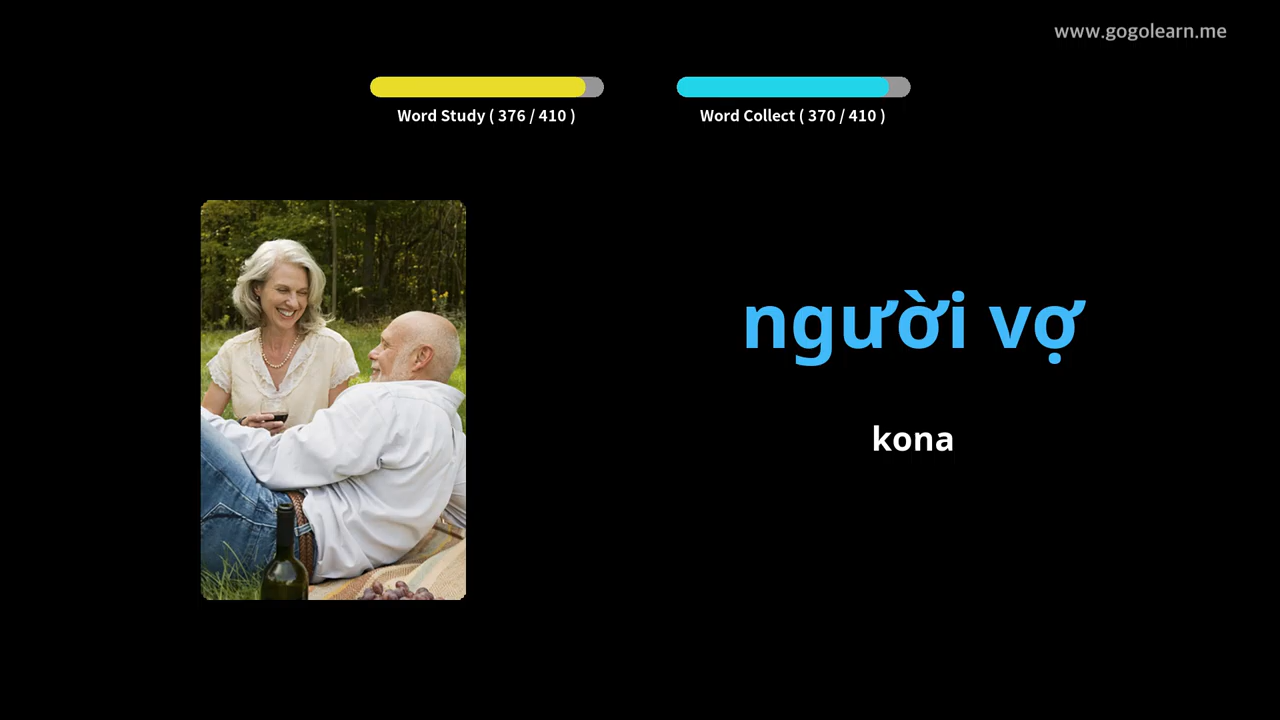 www.gogolearn.me
Word Study ( 376 / 410 )
Word Collect ( 370 / 410 )
người vợ
kona